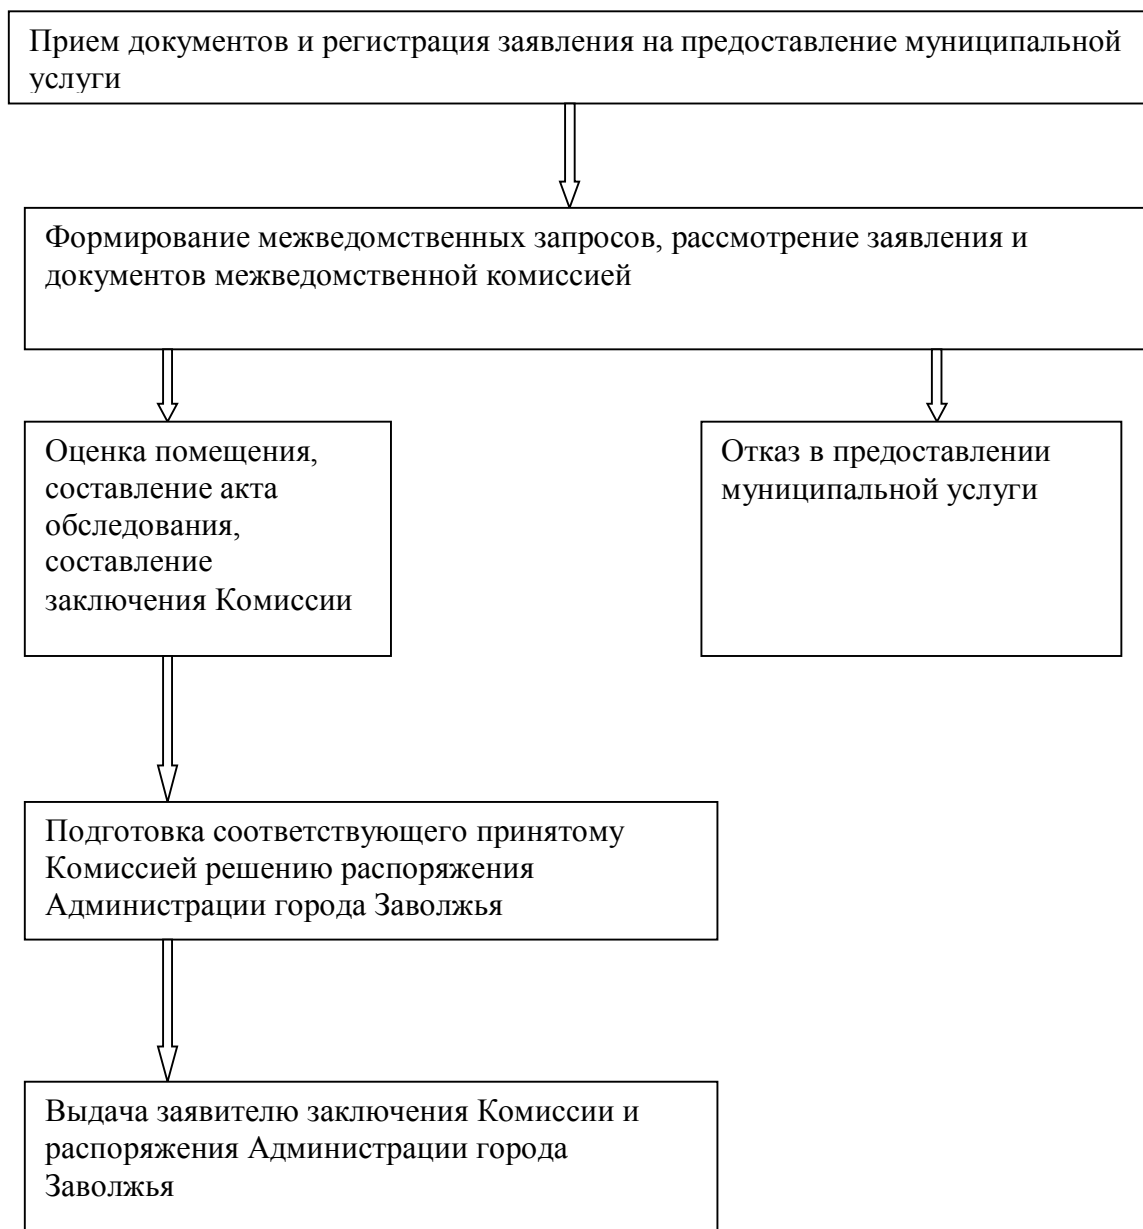 Прием документов и регистрация заявления на предоставление муниципальной
услуги
Формирование межведомственных запросов, рассмотрение заявления и
документов межведомственной комиссией
Оценка помещения,
составление акта
обследования,
составление
заключения Комиссии
Отказ в предоставлении
муниципальной услуги
Подготовка соответствующего принятому
Комиссией решению распоряжения
Администрации города Заволжья
Выдача заявителю заключения Комиссии и
распоряжения Администрации города
Заволжья